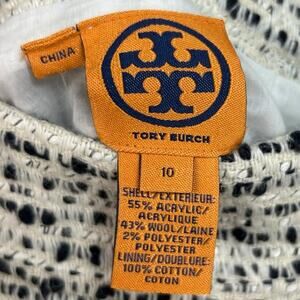 CHINA
TORY BURCH
10
SHELL/EXTERIEUR:
55% ACRYLIC/
ACRYLIQUE
43% WOOL/LAINE
2% POLYESTER/
POLYESTER
LINING/DOUBLURE:
100% COTTON/
COTON